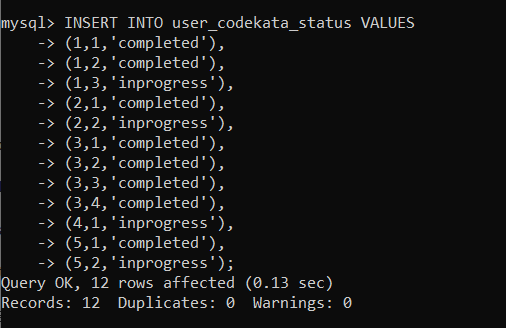 mysql> INSERT INTO user_codekata_status VALUES
    -> (1,1,'completed'),
    -> (1,2,'completed'),
    -> (1,3,'inprogress'),
    -> (2,1,'completed'),
    -> (2,2,'inprogress'),
    -> (3,1,'completed'),
    -> (3,2,'completed'),
    -> (3,3,'completed'),
    -> (3,4,'completed'),
    -> (4,1,'inprogress'),
    -> (5,1,'completed'),
    -> (5,2,'inprogress');
Query OK, 12 rows affected (0.13 sec)
Records: 12  Duplicates: 0  Warnings: 0